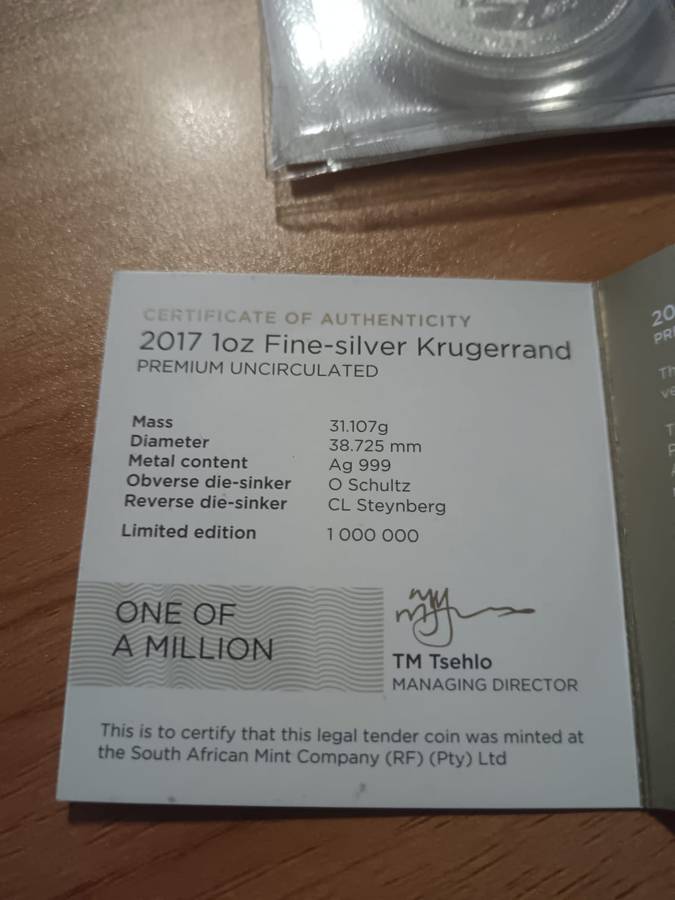 CERTIFICATE OF AUTHENTICITY
2017 1oz Fine-silver Krugerrand
PREMIUM UNCIRCULATED
Mass 31.107g
Diameter 38.725 mm
Metal content Ag 999
Obverse die-sinker O Schultz
Reverse die-sinker CL Steynberg
Limited edition 1 000 000
ONE OF
A MILLION
TM Tsehlo
MANAGING DIRECTOR
This is to certify that this legal tender coin was minted at
the South African Mint Company (RF) (Pty) Ltd